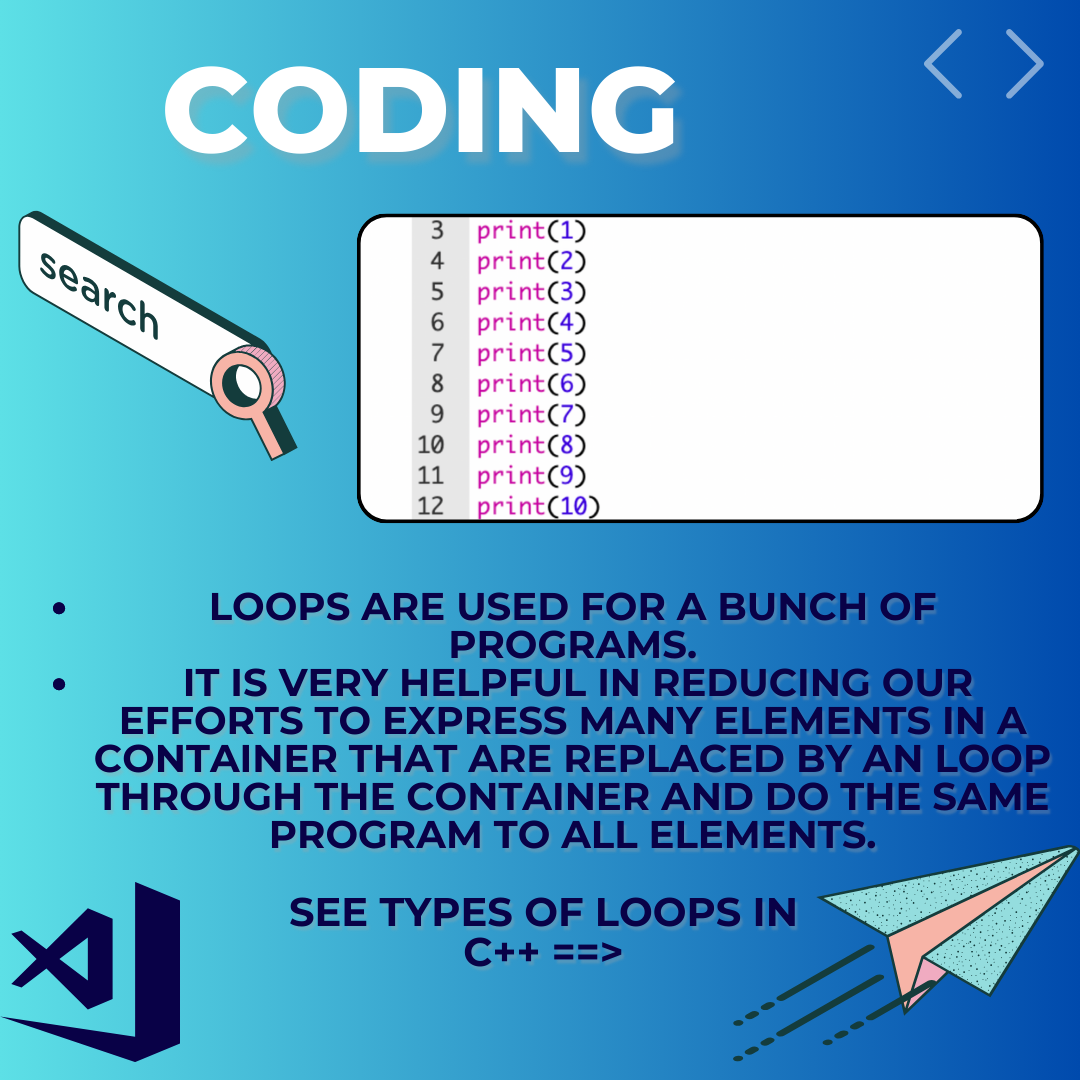 CODING
search
3 print(1)
4 print(2)
5 print(3)
6 print(4)
7 print(5)
8 print(6)
9 print(7)
10 print(8)
11 print(9)
12 print(10)
• LOOPS ARE USED FOR A BUNCH OF
PROGRAMS.
• IT IS VERY HELPFUL IN REDUCING OUR
EFFORTS TO EXPRESS MANY ELEMENTS IN A
CONTAINER THAT ARE REPLACED BY AN LOOP
THROUGH THE CONTAINER AND DO THE SAME
PROGRAM TO ALL ELEMENTS.
SEE TYPES OF LOOPS IN
C++ ==>